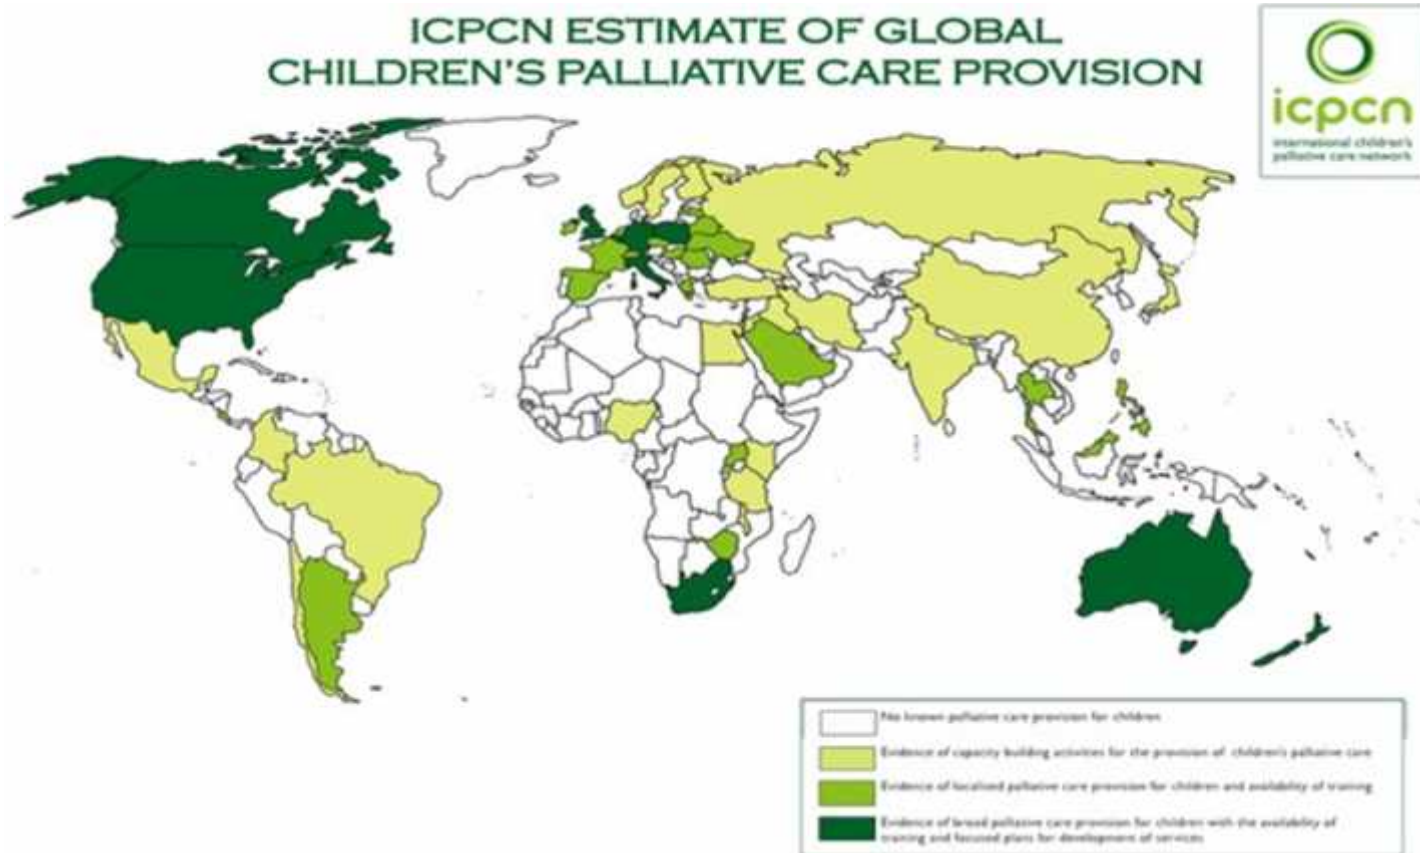 ICPCN ESTIMATE OF GLOBAL
CHILDREN'S PALLIATIVE CARE PROVISION
icpcn
international children's
palliative care network
No known palliative care provision for children
Evidence of capacity building activities for the provision of children's palliative care
Evidence of localised palliative care provision for children and availability of training
Evidence of broad palliative care provision for children with the availability of
training and focused plans for development of services